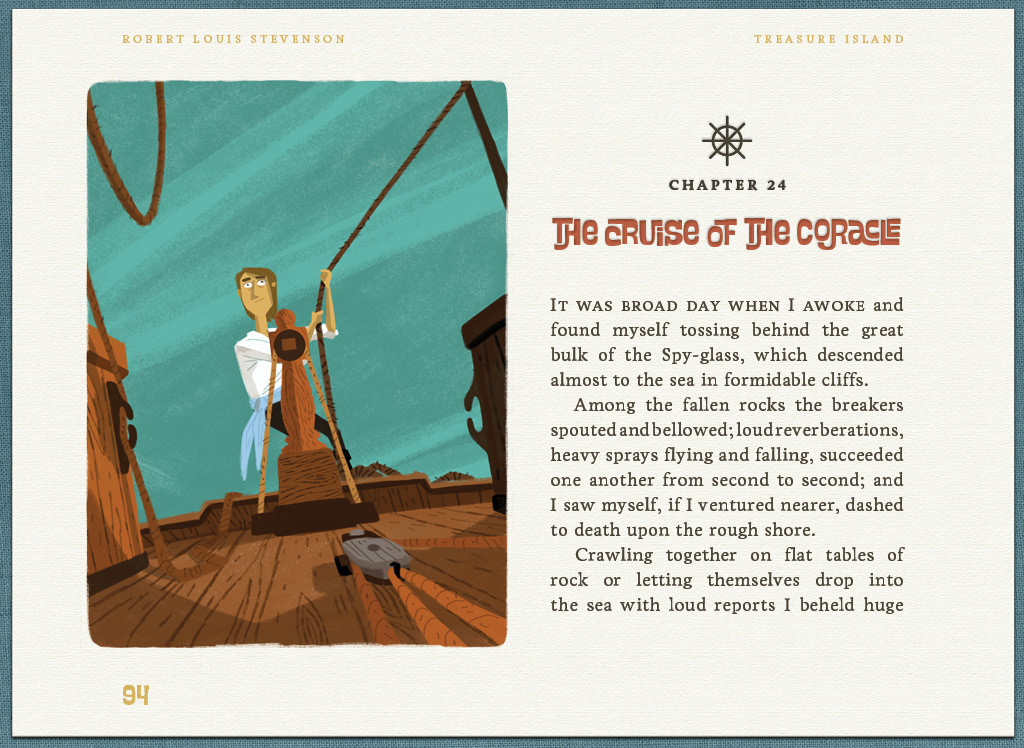 ROBERT LOUIS STEVENSON
TREASURE ISLAND
CHAPTER 24
THE CRUISE OF THE CORACLE
IT WAS BROAD DAY WHEN I AWOKE and
found myself tossing behind the great
bulk of the Spy-glass, which descended
almost to the sea in formidable cliffs.
Among the fallen rocks the breakers
spouted and bellowed; loud reverberations,
heavy sprays flying and falling, succeeded
one another from second to second; and
I saw myself, if I ventured nearer, dashed
to death upon the rough shore.
Crawling together on flat tables of
rock or letting themselves drop into
the sea with loud reports I beheld huge
94